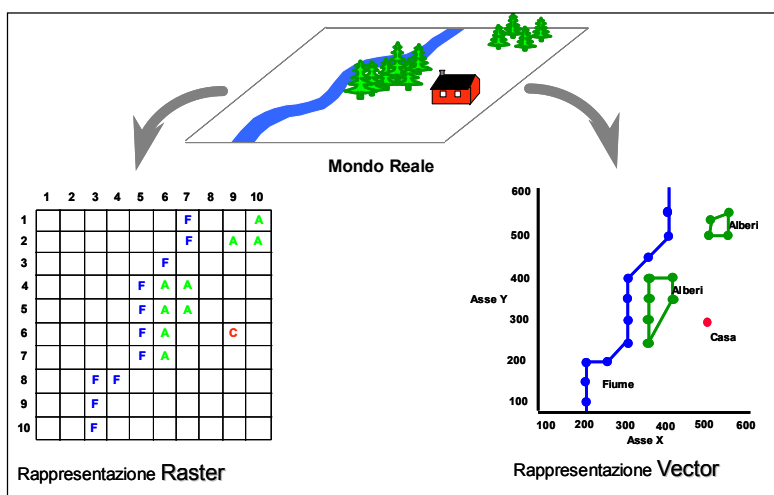 Mondo Reale
1 2 3 4 5 6 7 8 9 10
1 F A
2 F A A
3 F
4 F A A
5 F A A
6 F A C
7 F A
8 F F
9 F
10 F
Rappresentazione Raster
600
500
400
300
200
100
Asse Y
Alberi
Alberi
Casa
Fiume
100 200 300 400 500 600
Asse X
Rappresentazione Vector